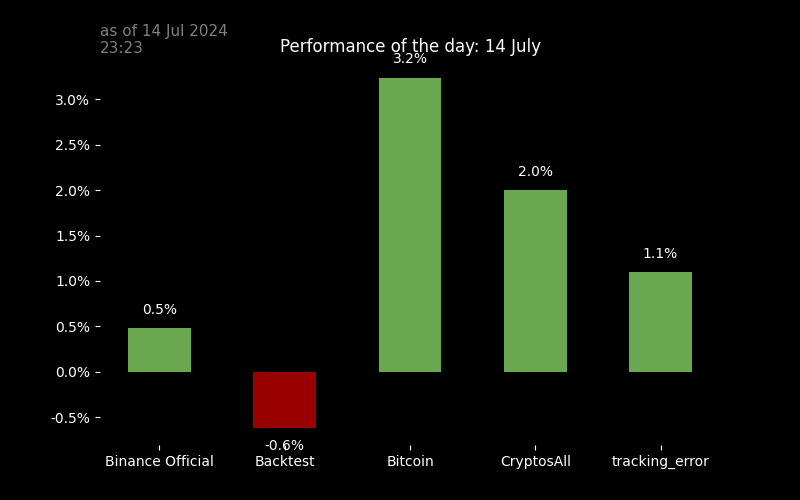 as of 14 Jul 2024
23:23
Performance of the day: 14 July
3.2%
3.0%
2.5%
2.0%
2.0%
1.5%
1.1%
1.0%
0.5%
0.5%
0.0%
-0.5%
-0.6%
Binance Official
Backtest
Bitcoin
CryptosAll
tracking_error